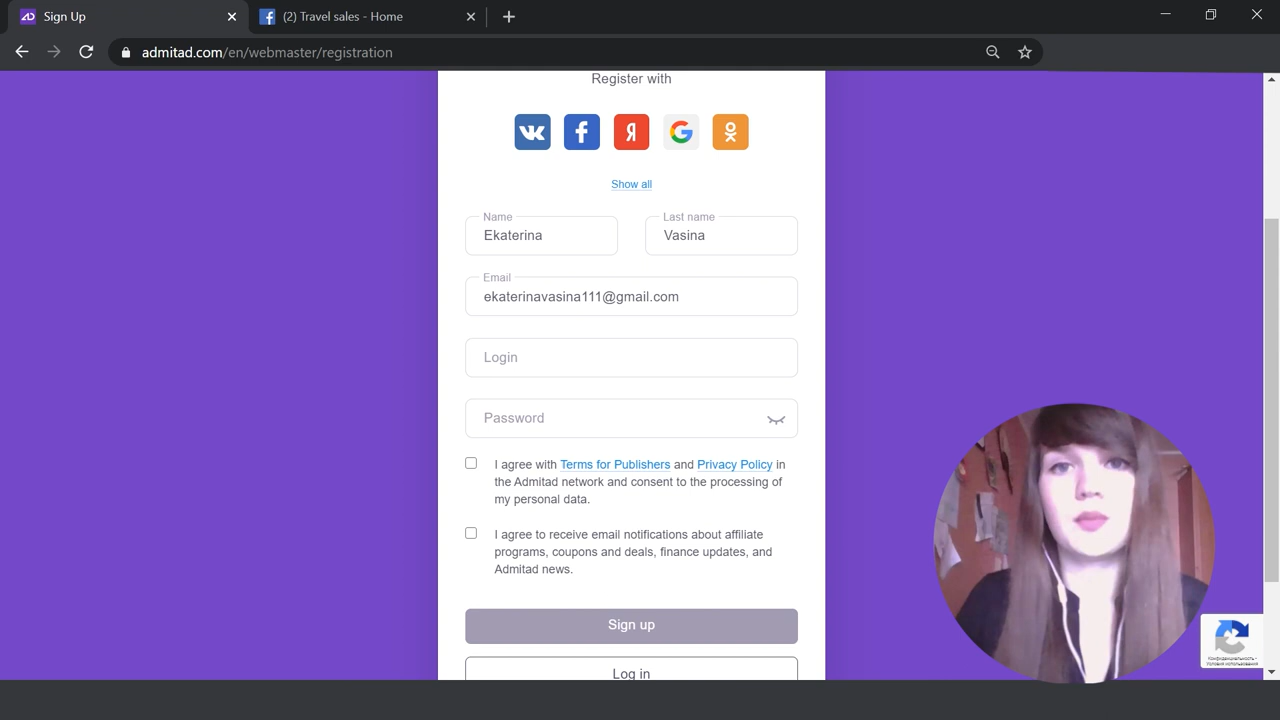 Sign Up
(2) Travel sales - Home
admitad.com/en/webmaster/registration
Register with
Show all
Name
Last name
Ekaterina
Vasina
Email
ekaterinavasina111@gmail.com
Login
Password
I agree with Terms for Publishers and Privacy Policy in
the Admitad network and consent to the processing of
my personal data.
I agree to receive email notifications about affiliate
programs, coupons and deals, finance updates, and
Admitad news.
Sign up
Log in
Конфиденциальность -
Условия использования